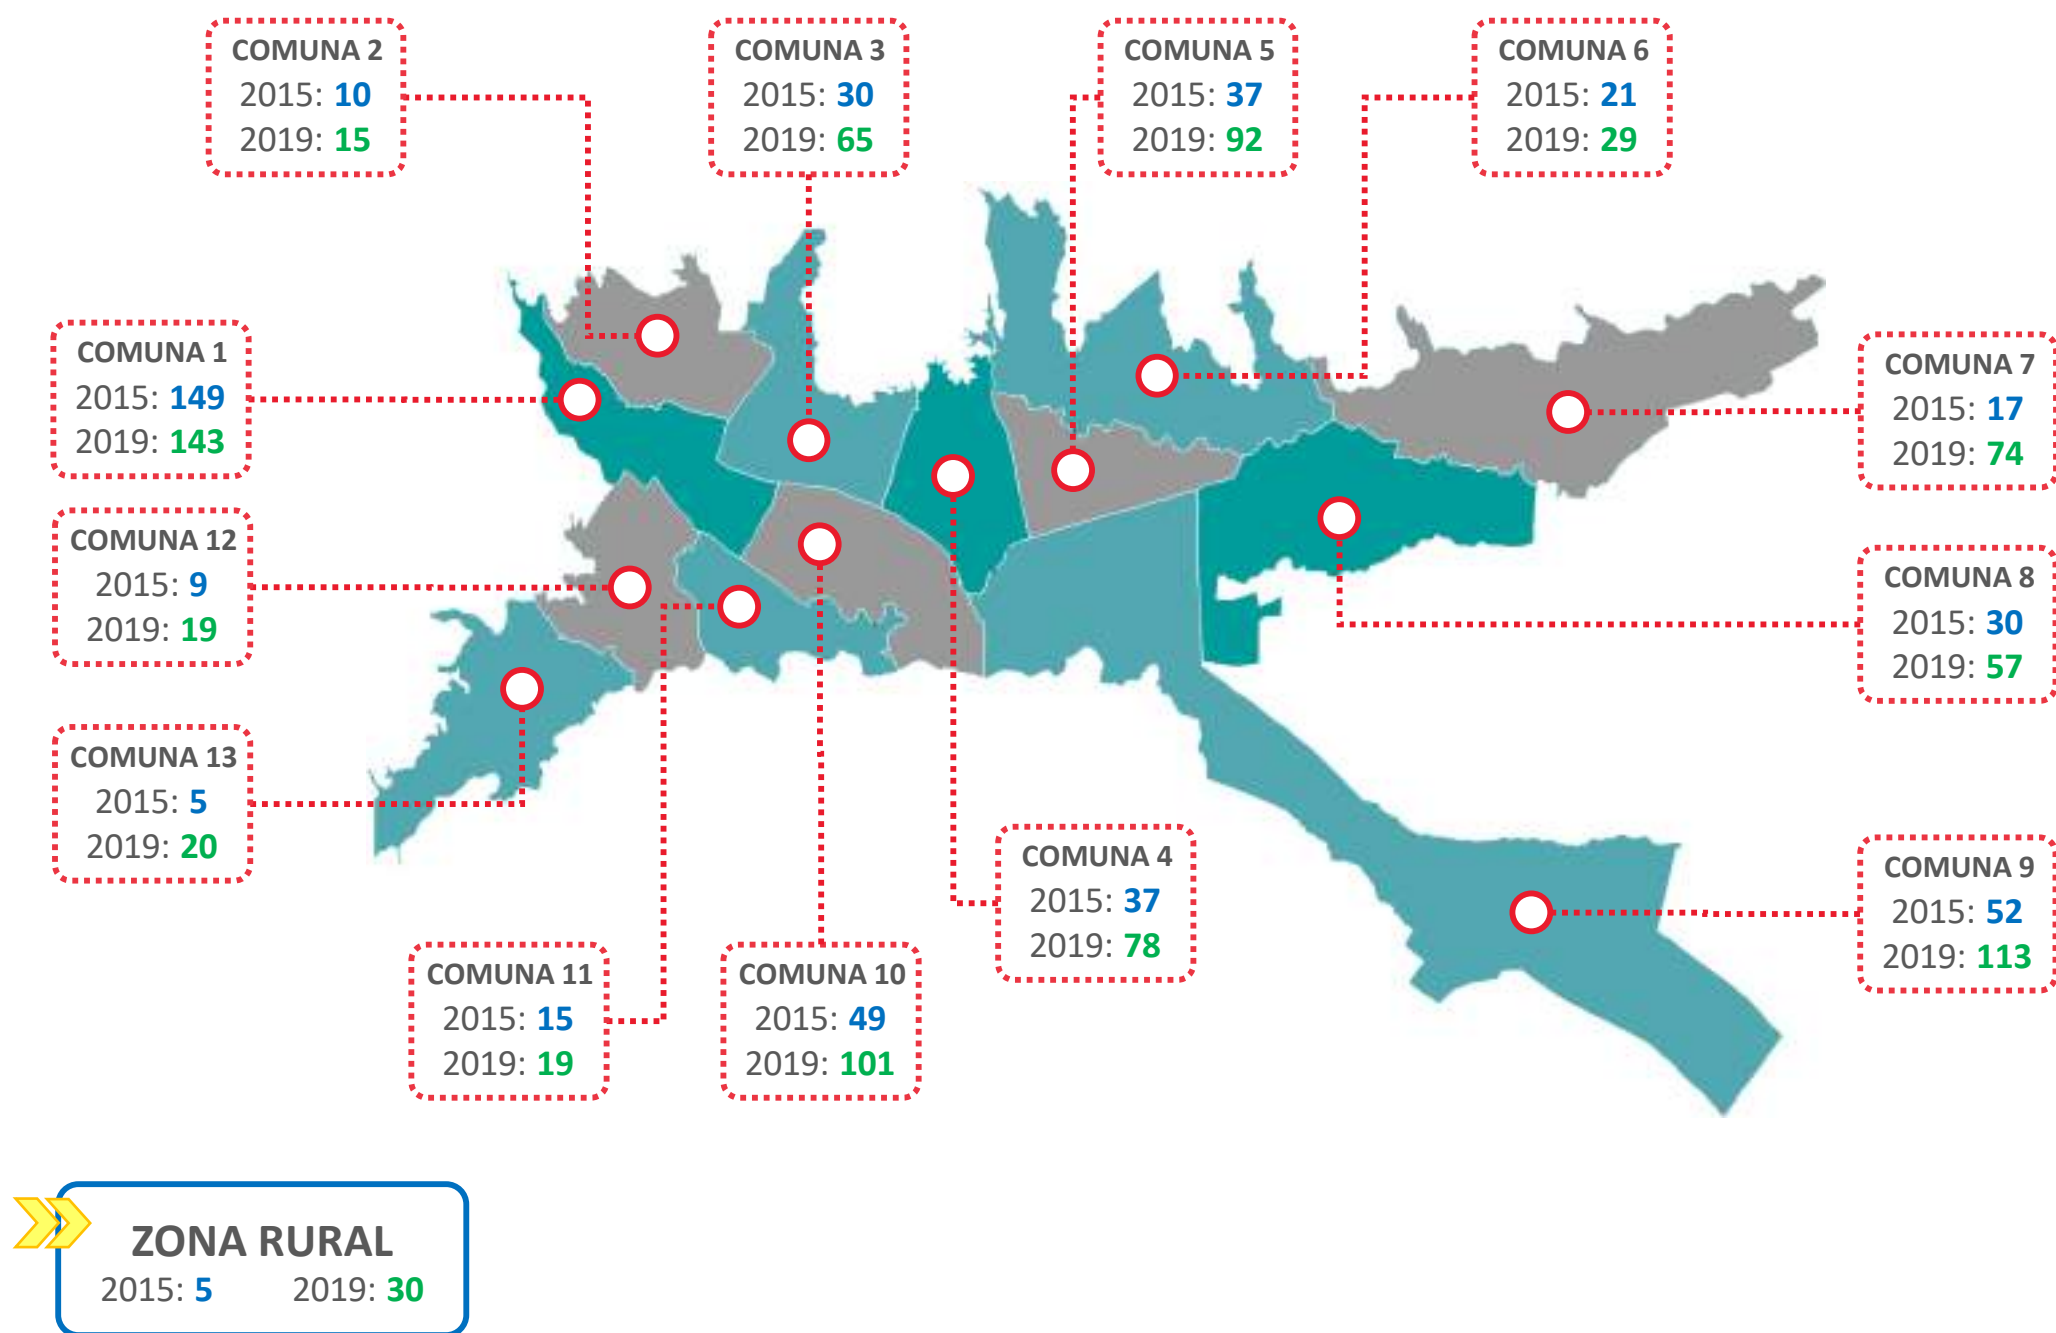 COMUNA 2
2015: 10
2019: 15
COMUNA 3
2015: 30
2019: 65
COMUNA 5
2015: 37
2019: 92
COMUNA 6
2015: 21
2019: 29
COMUNA 1
2015: 149
2019: 143
COMUNA 7
2015: 17
2019: 74
COMUNA 12
2015: 9
2019: 19
COMUNA 8
2015: 30
2019: 57
COMUNA 13
2015: 5
2019: 20
COMUNA 4
2015: 37
2019: 78
COMUNA 9
2015: 52
2019: 113
COMUNA 11
2015: 15
2019: 19
COMUNA 10
2015: 49
2019: 101
ZONA RURAL
2015: 5 2019: 30